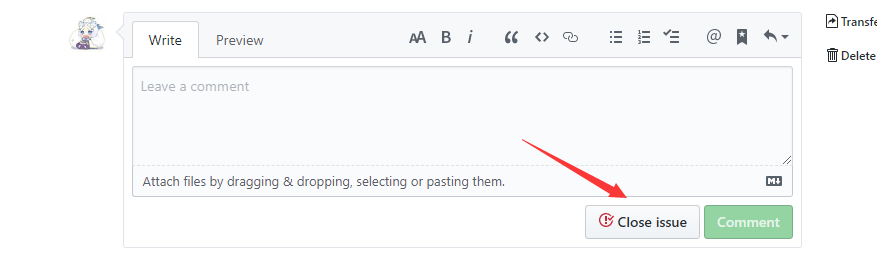 Write Preview AA B i @
Transfe
Delete
Leave a comment
Attach files by dragging & dropping, selecting or pasting them.
Close issue Comment